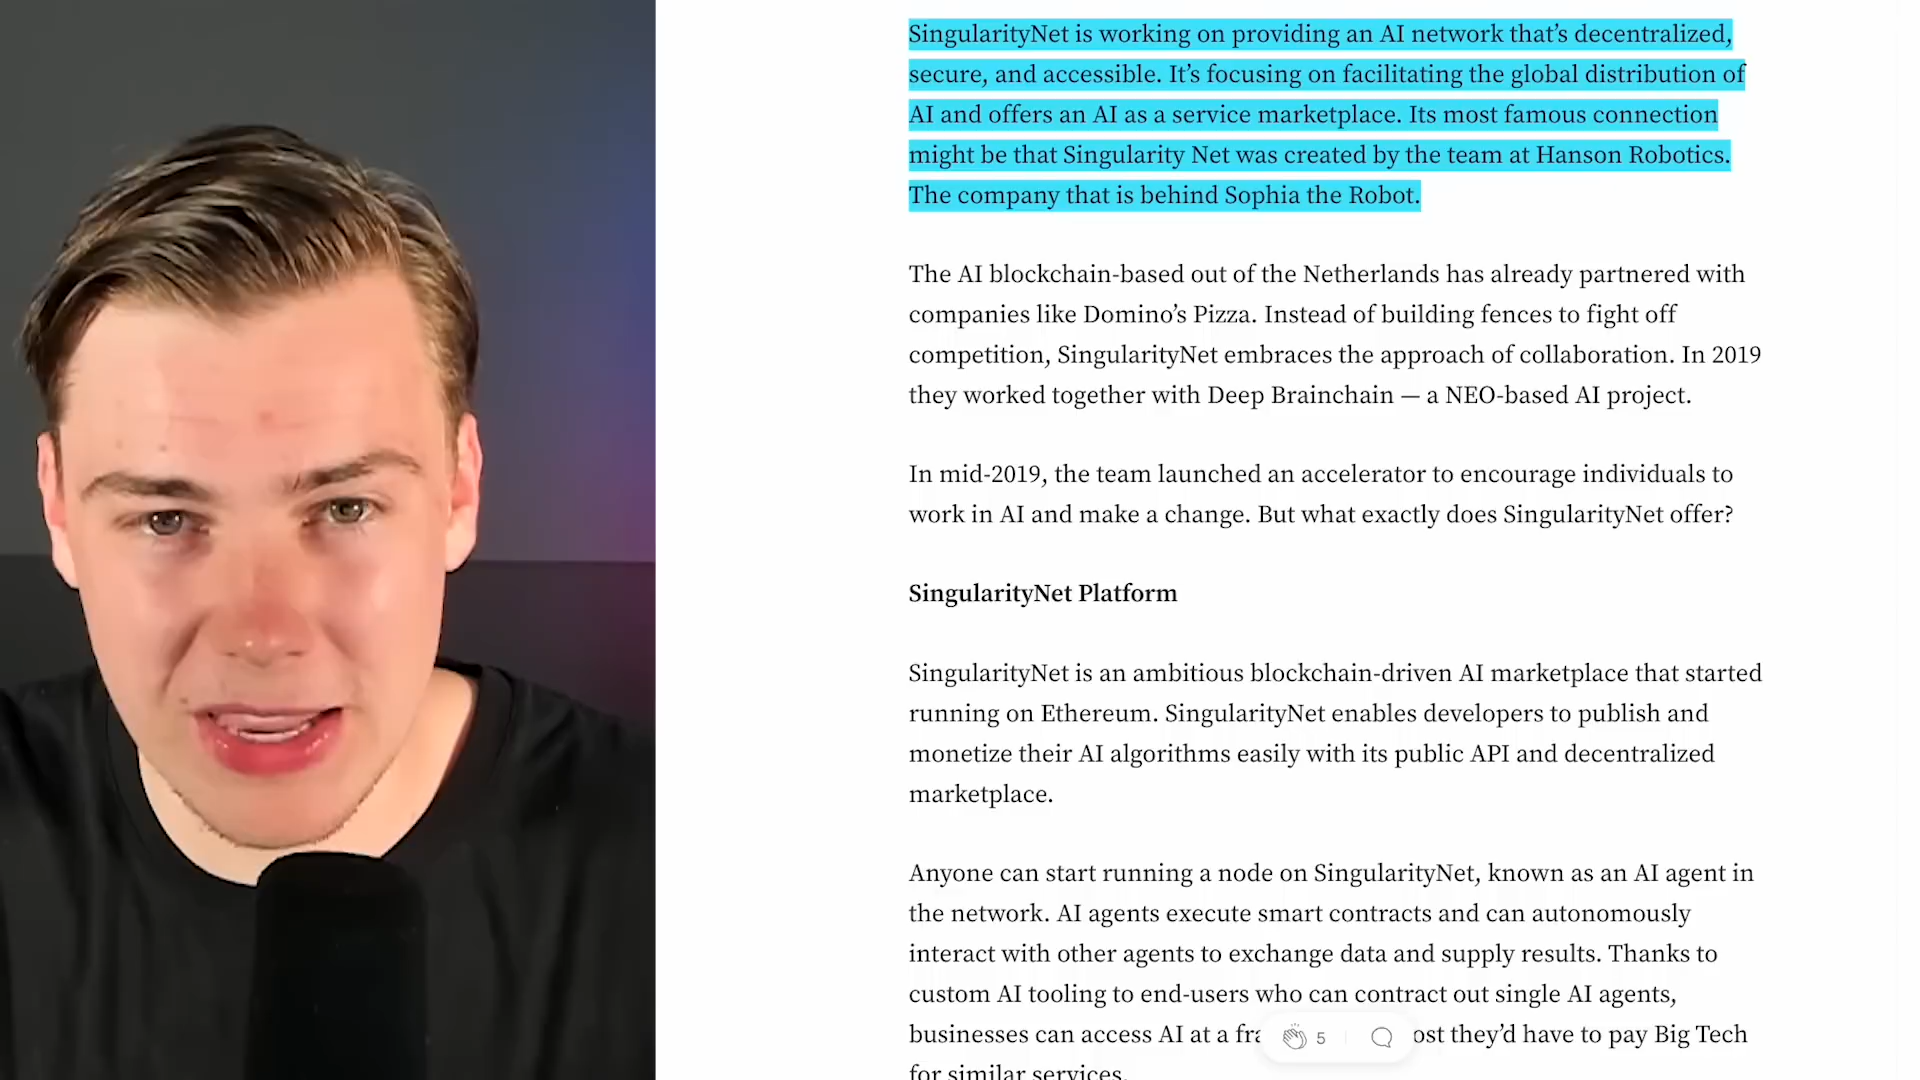 SingularityNet is working on providing an AI network that’s decentralized,
secure, and accessible. It’s focusing on facilitating the global distribution of
AI and offers an AI as a service marketplace. Its most famous connection
might be that Singularity Net was created by the team at Hanson Robotics.
The company that is behind Sophia the Robot.
The AI blockchain-based out of the Netherlands has already partnered with
companies like Domino’s Pizza. Instead of building fences to fight off
competition, SingularityNet embraces the approach of collaboration. In 2019
they worked together with Deep Brainchain — a NEO-based AI project.
In mid-2019, the team launched an accelerator to encourage individuals to
work in AI and make a change. But what exactly does SingularityNet offer?
SingularityNet Platform
SingularityNet is an ambitious blockchain-driven AI marketplace that started
running on Ethereum. SingularityNet enables developers to publish and
monetize their AI algorithms easily with its public API and decentralized
marketplace.
Anyone can start running a node on SingularityNet, known as an AI agent in
the network. AI agents execute smart contracts and can autonomously
interact with other agents to exchange data and supply results. Thanks to
custom AI tooling to end-users who can contract out single AI agents,
businesses can access AI at a fra 5 ost they’d have to pay Big Tech
for similar services.